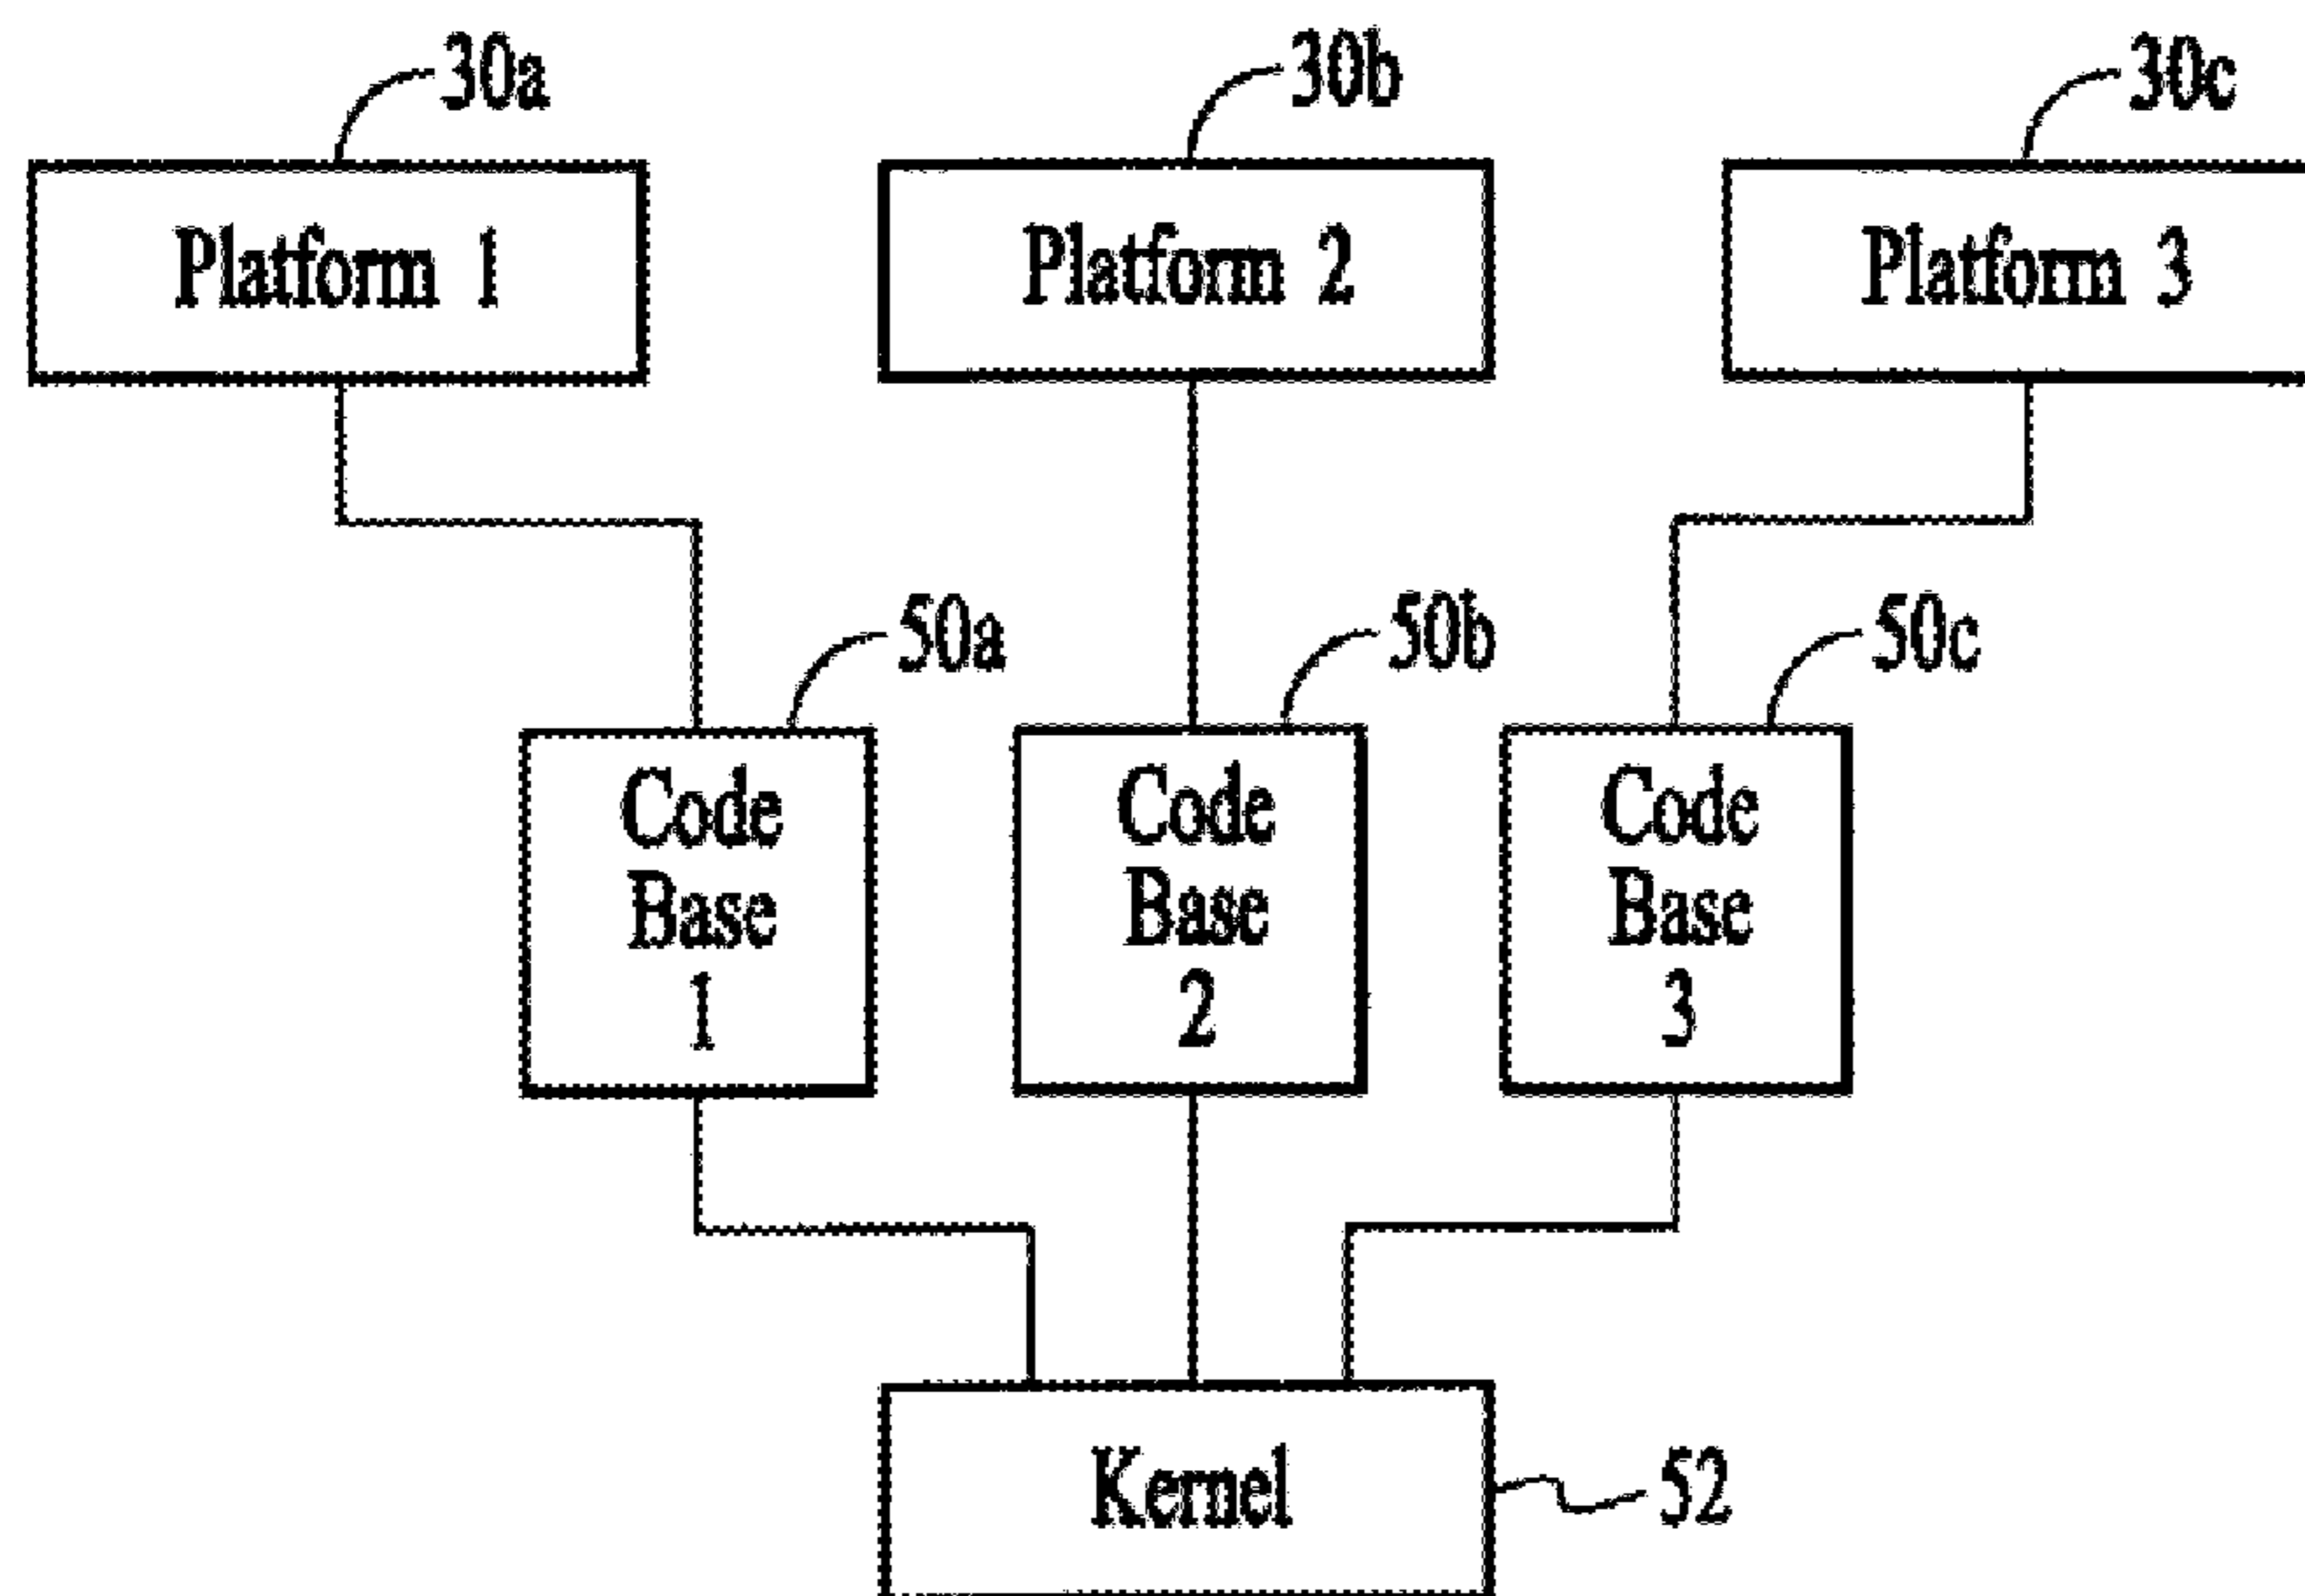 30a
30b
30c
Platform 1
Platform 2
Platform 3
50a
50b
50c
Code
Base
1
Code
Base
2
Code
Base
3
Kernel
52